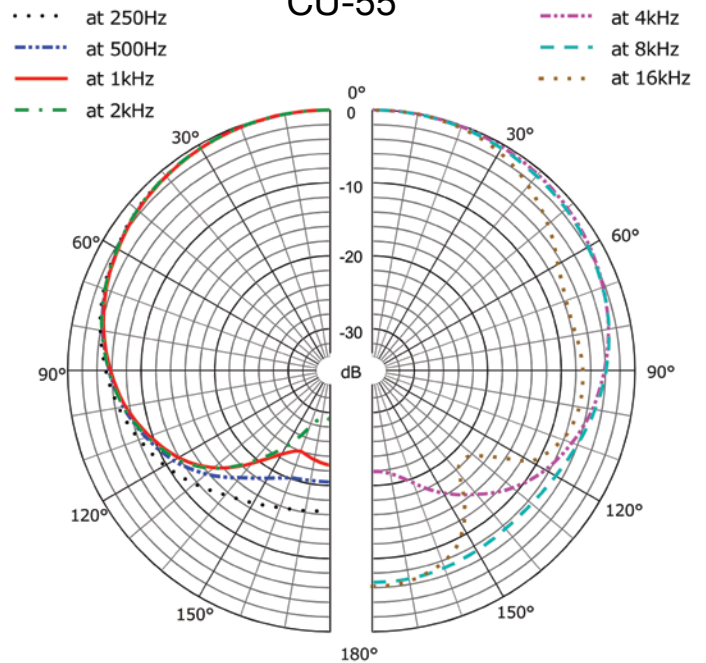 CU-55
at 250Hz
at 500Hz
at 1kHz
at 2kHz
at 4kHz
at 8kHz
at 16kHz
0°
0
30°
30°
-10
60°
60°
-20
-30
90°
dB
90°
120°
120°
150°
150°
180°